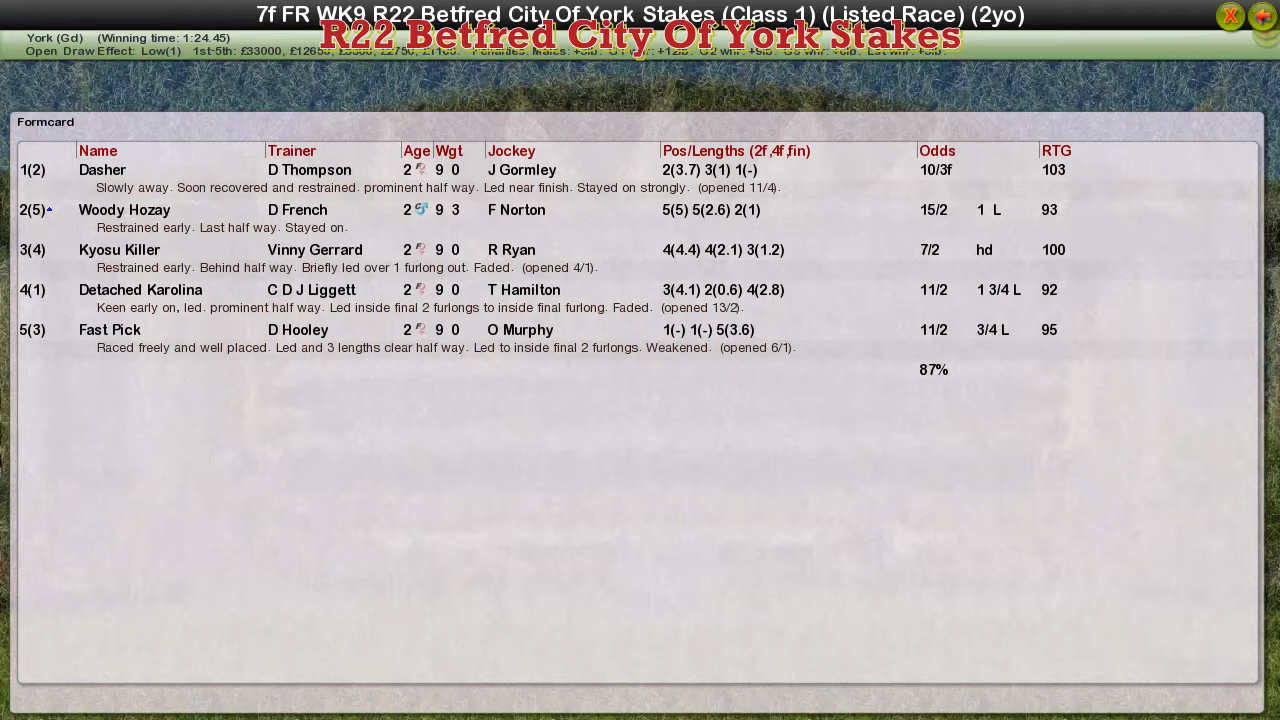 7f FR WK9 R22 Betfred City Of York Stakes (Class 1) (Listed Race) (2yo)
R22 Betfred City Of York Stakes
York (Gd) (Winning time: 1:24.45)
Open Draw Effect: Low(1) 1st-5th: £33000, £12650,
Formcard
Name Trainer Age Wgt Jockey Pos/Lengths (2f,4f,fin) Odds RTG
1(2) Dasher D Thompson 2 9 0 J Gormley 2(3.7) 3(1) 1(-) 10/3f 103
Slowly away. Soon recovered and restrained. prominent half way. Led near finish. Stayed on strongly. (opened 11/4).
2(5) Woody Hozay D French 2 9 3 F Norton 5(5) 5(2.6) 2(1) 15/2 1 L 93
Restrained early. Last half way. Stayed on.
3(4) Kyosu Killer Vinny Gerrard 2 9 0 R Ryan 4(4.4) 4(2.1) 3(1.2) 7/2 hd 100
Restrained early. Behind half way. Briefly led over 1 furlong out. Faded. (opened 4/1).
4(1) Detached Karolina C D J Liggett 2 9 0 T Hamilton 3(4.1) 2(0.6) 4(2.8) 11/2 1 3/4 L 92
Keen early on, led. prominent half way. Led inside final 2 furlongs to inside final furlong. Faded. (opened 13/2).
5(3) Fast Pick D Hooley 2 9 0 O Murphy 1(-) 1(-) 5(3.6) 11/2 3/4 L 95
Raced freely and well placed. Led and 3 lengths clear half way. Led to inside final 2 furlongs. Weakened. (opened 6/1).
87%